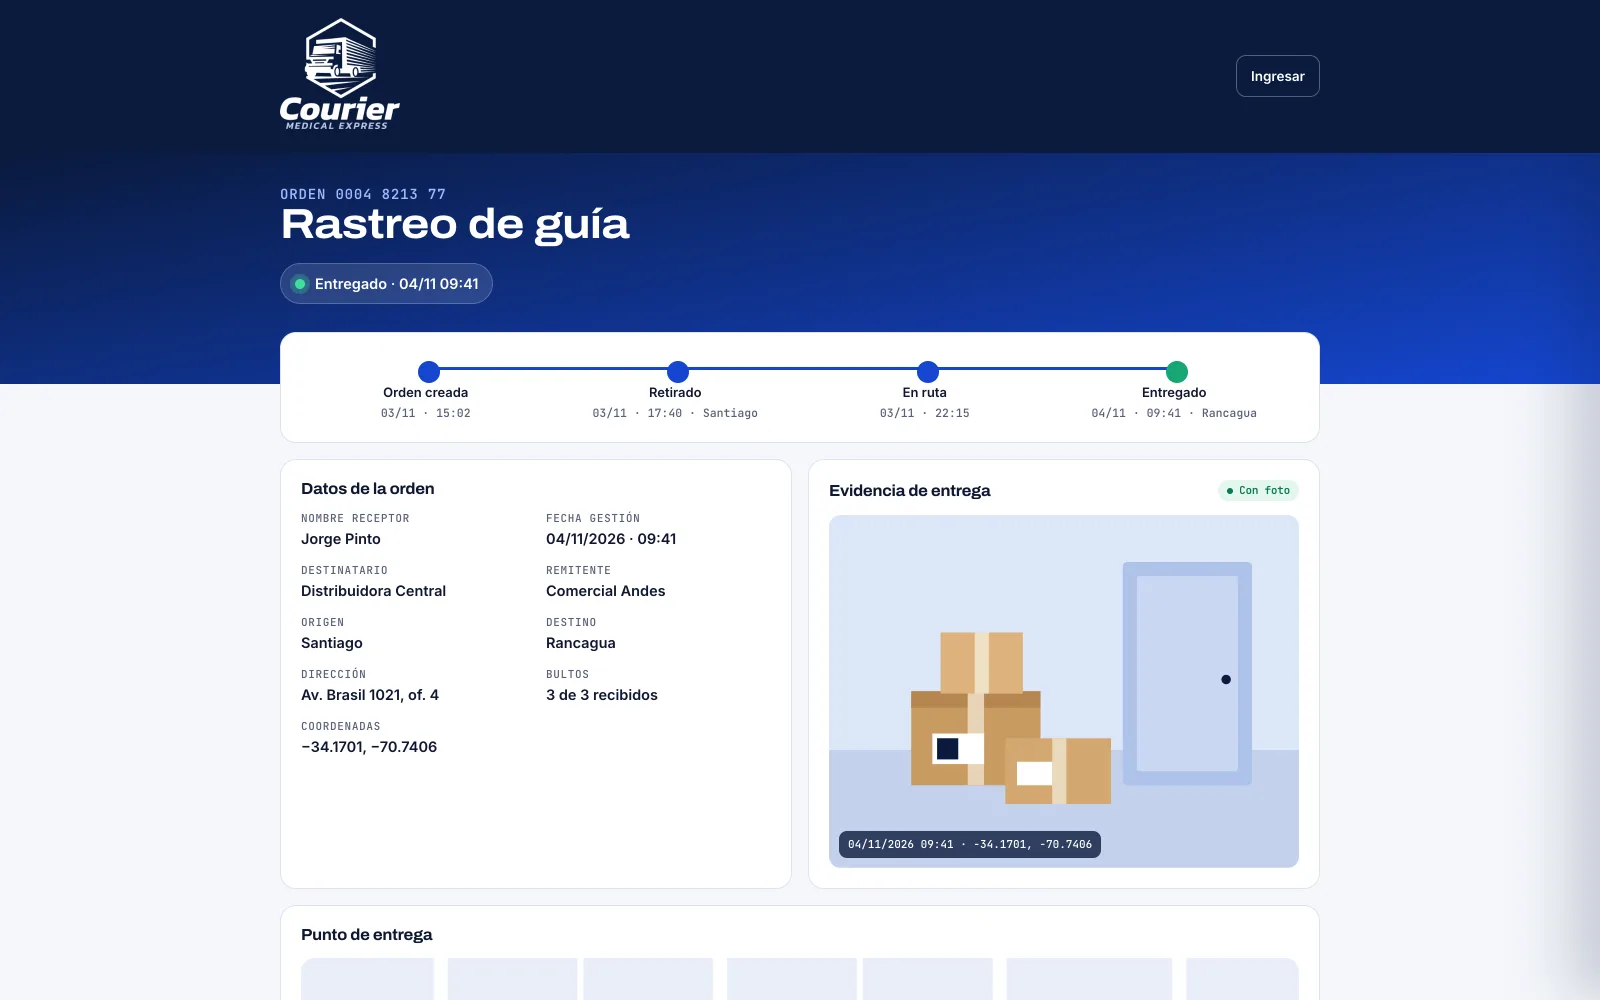 Courier
MEDICAL EXPRESS
Ingresar
ORDEN 0004 8213 77
Rastreo de guía
Entregado · 04/11 09:41
Orden creada
03/11 · 15:02
Retirado
03/11 · 17:40 · Santiago
En ruta
03/11 · 22:15
Entregado
04/11 · 09:41 · Rancagua
Datos de la orden
NOMBRE RECEPTOR
Jorge Pinto
FECHA GESTIÓN
04/11/2026 · 09:41
DESTINATARIO
Distribuidora Central
REMITENTE
Comercial Andes
ORIGEN
Santiago
DESTINO
Rancagua
DIRECCIÓN
Av. Brasil 1021, of. 4
BULTOS
3 de 3 recibidos
COORDENADAS
−34.1701, −70.7406
Evidencia de entrega
Con foto
04/11/2026 09:41 · -34.1701, -70.7406
Punto de entrega